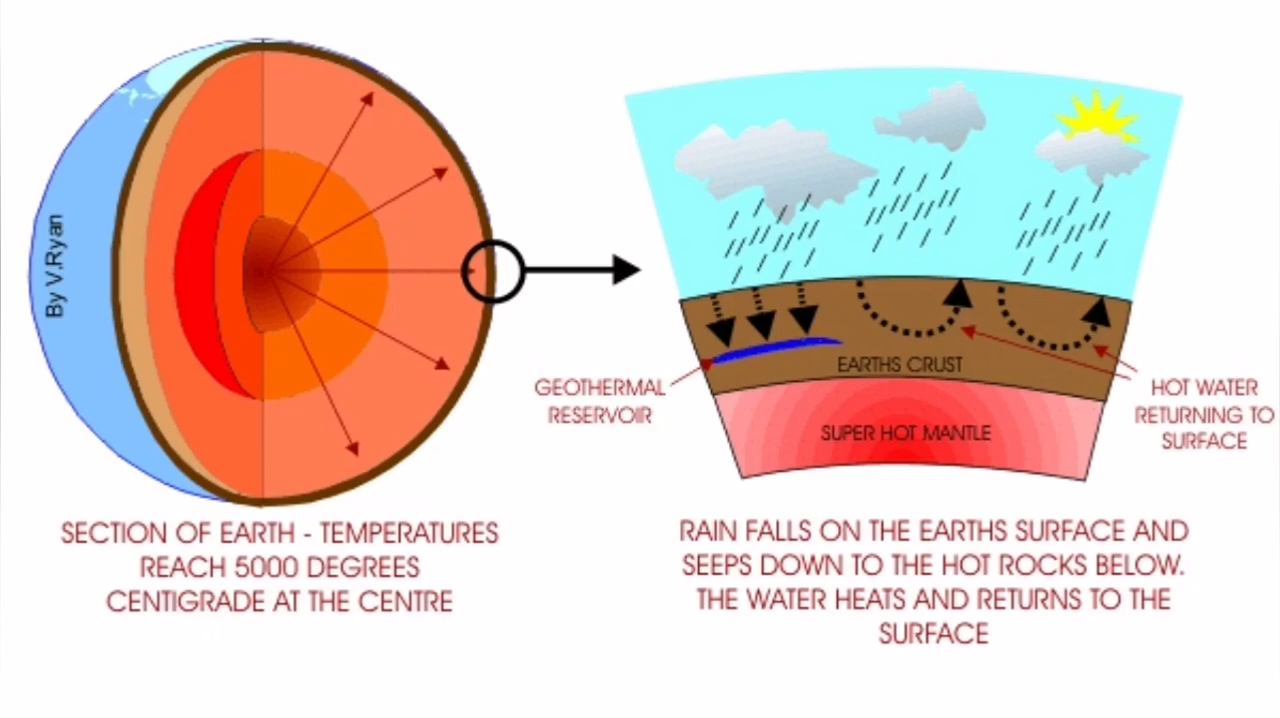 By V.Ryan
SECTION OF EARTH - TEMPERATURES
REACH 5000 DEGREES
CENTIGRADE AT THE CENTRE
GEOTHERMAL
RESERVOIR
EARTHS CRUST
SUPER HOT MANTLE
HOT WATER
RETURNING TO
SURFACE
RAIN FALLS ON THE EARTHS SURFACE AND
SEEPS DOWN TO THE HOT ROCKS BELOW.
THE WATER HEATS AND RETURNS TO THE
SURFACE